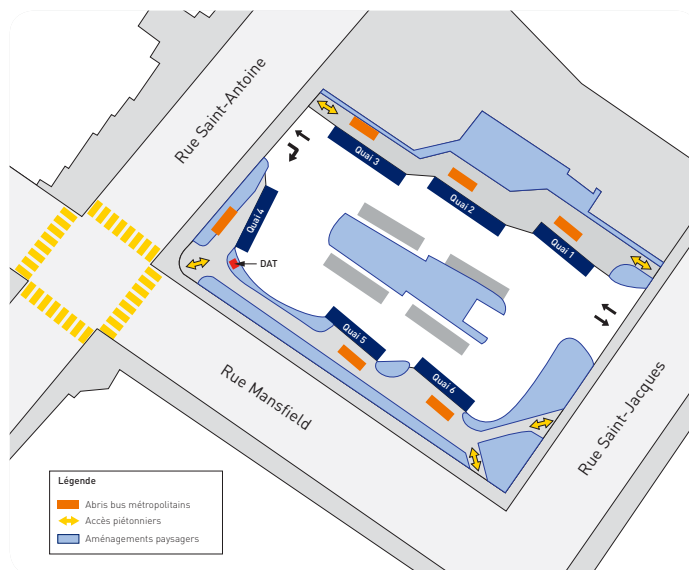 Rue Saint-Antoine
Quai 3
Quai 2
Quai 1
Quai 4
DAT
Quai 5
Quai 6
Rue Mansfield
Rue Saint-Jacques
Légende
Abris bus métropolitains
Accès piétonniers
Aménagements paysagers